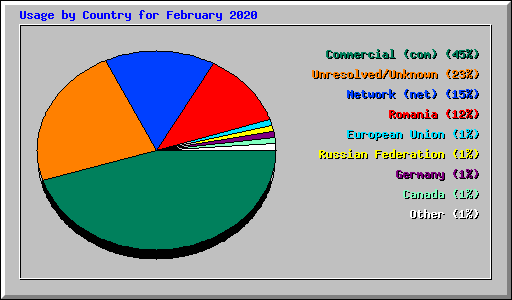 Usage by Country for February 2020
Commercial (com) (45%)
Unresolved/Unknown (23%)
Network (net) (15%)
Romania (12%)
European Union (1%)
Russian Federation (1%)
Germany (1%)
Canada (1%)
Other (1%)